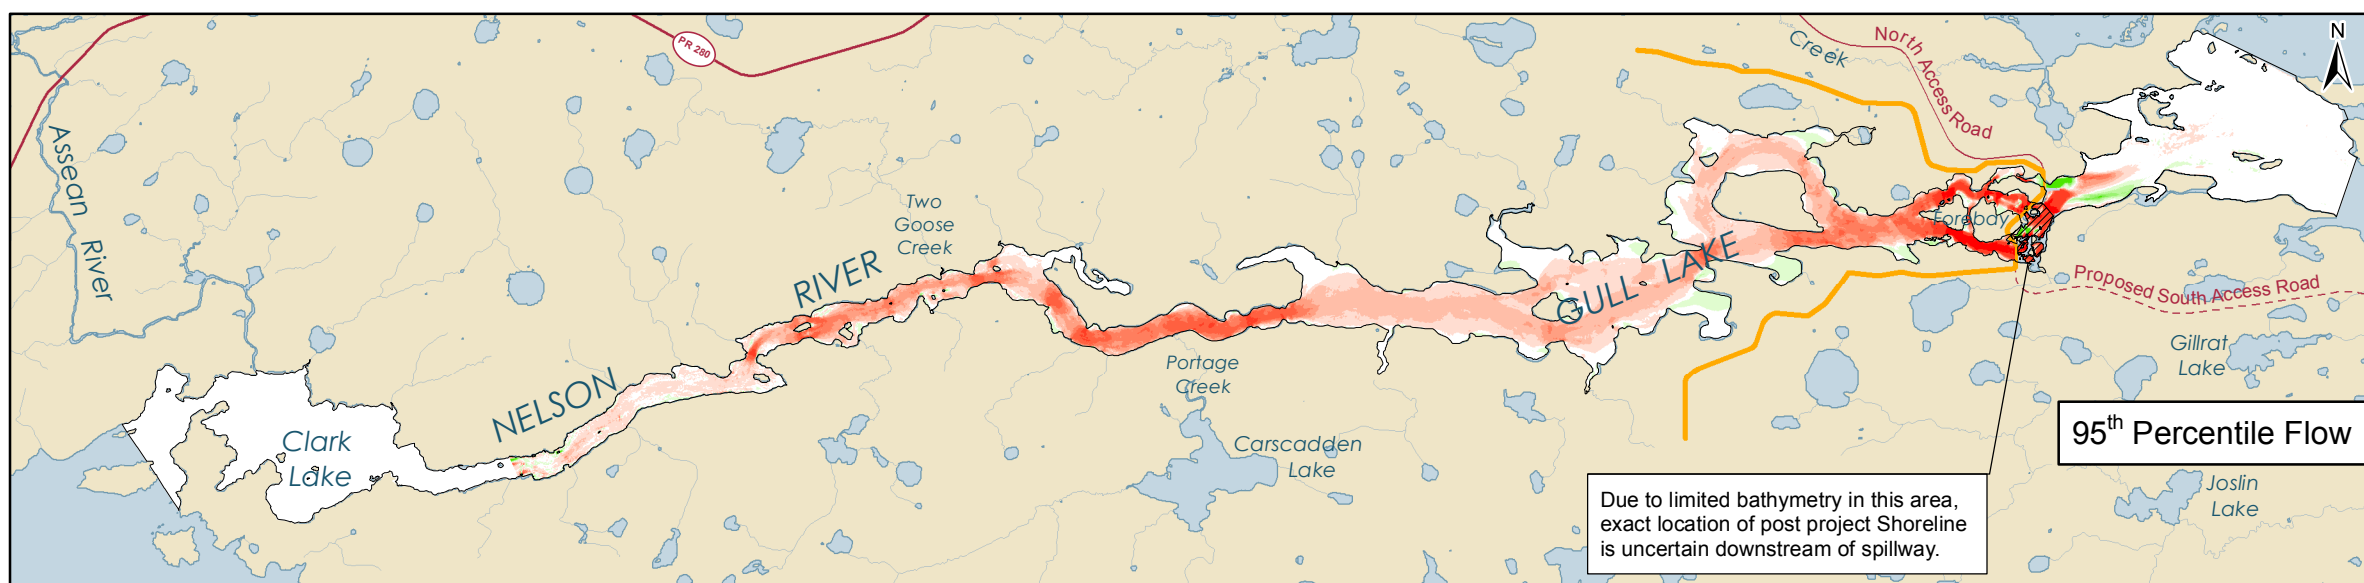 PR 280
North Access Road
Creek
N
Assean River
Two
Goose
Creek
RIVER
Forebay
GULL LAKE
Proposed South Access Road
Gillrat
Lake
Portage
Creek
NELSON
Clark
Lake
Carscadden
Lake
95th Percentile Flow
Joslin
Lake
Due to limited bathymetry in this area,
exact location of post project Shoreline
is uncertain downstream of spillway.